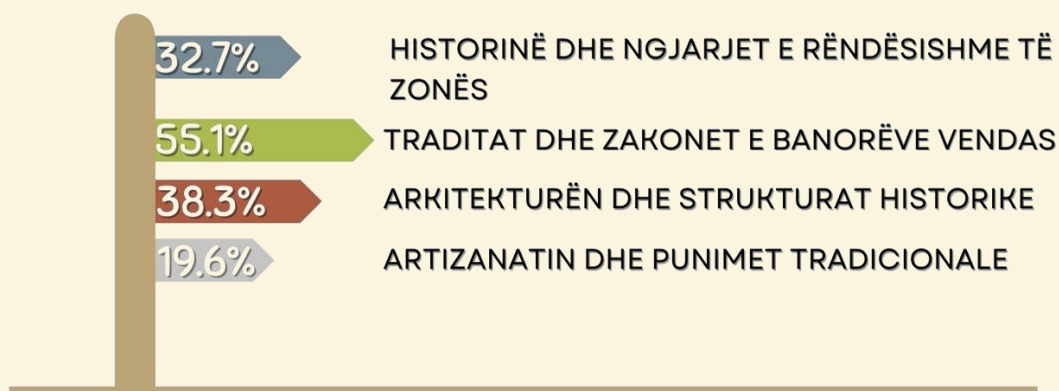 32.7% HISTORINË DHE NGJARJET E RËNDËSISHME TË
ZONËS
55.1% TRADITAT DHE ZAKONET E BANORËVE VENDAS
38.3% ARKITEKTURËN DHE STRUKTURAT HISTORIKE
19.6% ARTIZANATIN DHE PUNIMET TRADICIONALE